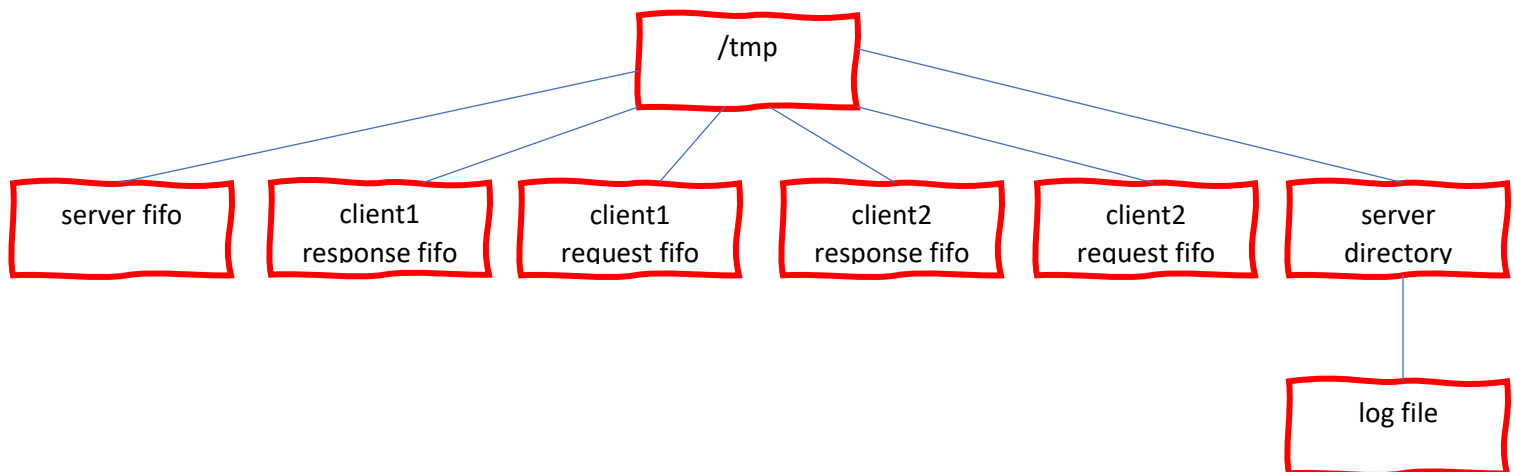 /tmp
server fifo
client1
response fifo
client1
request fifo
client2
response fifo
client2
request fifo
server
directory
log file